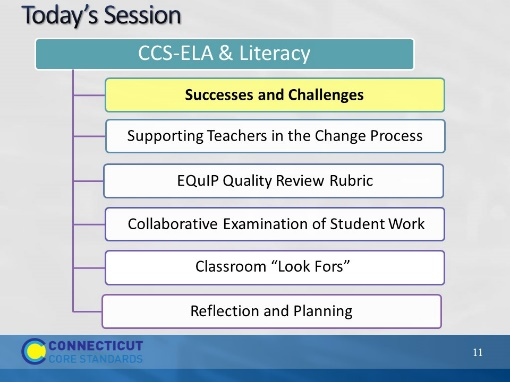 Today's Session
CCS-ELA & Literacy
Successes and Challenges
Supporting Teachers in the Change Process
EQuIP Quality Review Rubric
Collaborative Examination of Student Work
Classroom “Look Fors”
Reflection and Planning
CONNECTICUT
CORE STANDARDS
11